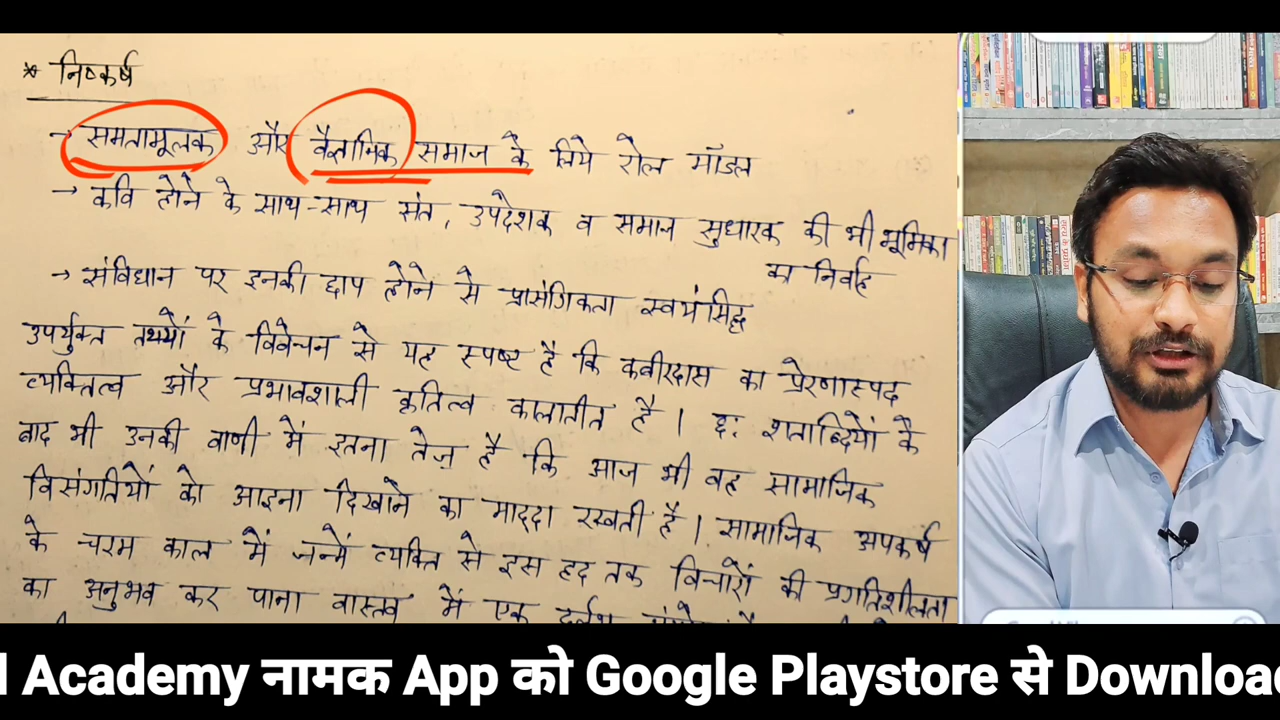 * निष्कर्ष
→ समतामूलक और वैज्ञानिक समाज के लिये रोल मॉडल
→ कवि होने के साथ-साथ संत, उपदेशक व समाज सुधारक की भी भूमिका
का निर्वाह
→ संविधान पर इनकी छाप होने से प्रासंगिकता स्वयंसिद्ध
उपर्युक्त तथ्यों के विवेचन से यह स्पष्ट है कि कबीरदास का प्रेरणास्पद
व्यक्तित्व और प्रभावशाली कृतित्व कालातीत है। छः शताब्दियों के
बाद भी उनकी वाणी में इतना तेज़ है कि आज भी वह सामाजिक
विसंगतियों को आइना दिखाने का माद्दा रखती है। सामाजिक अपकर्ष
के चरम काल में जन्में व्यक्ति से इस हद तक विचारों की प्रगतिशीलता
का अनुभव कर पाना वास्तव में एक
Academy नामक App को Google Playstore से Download